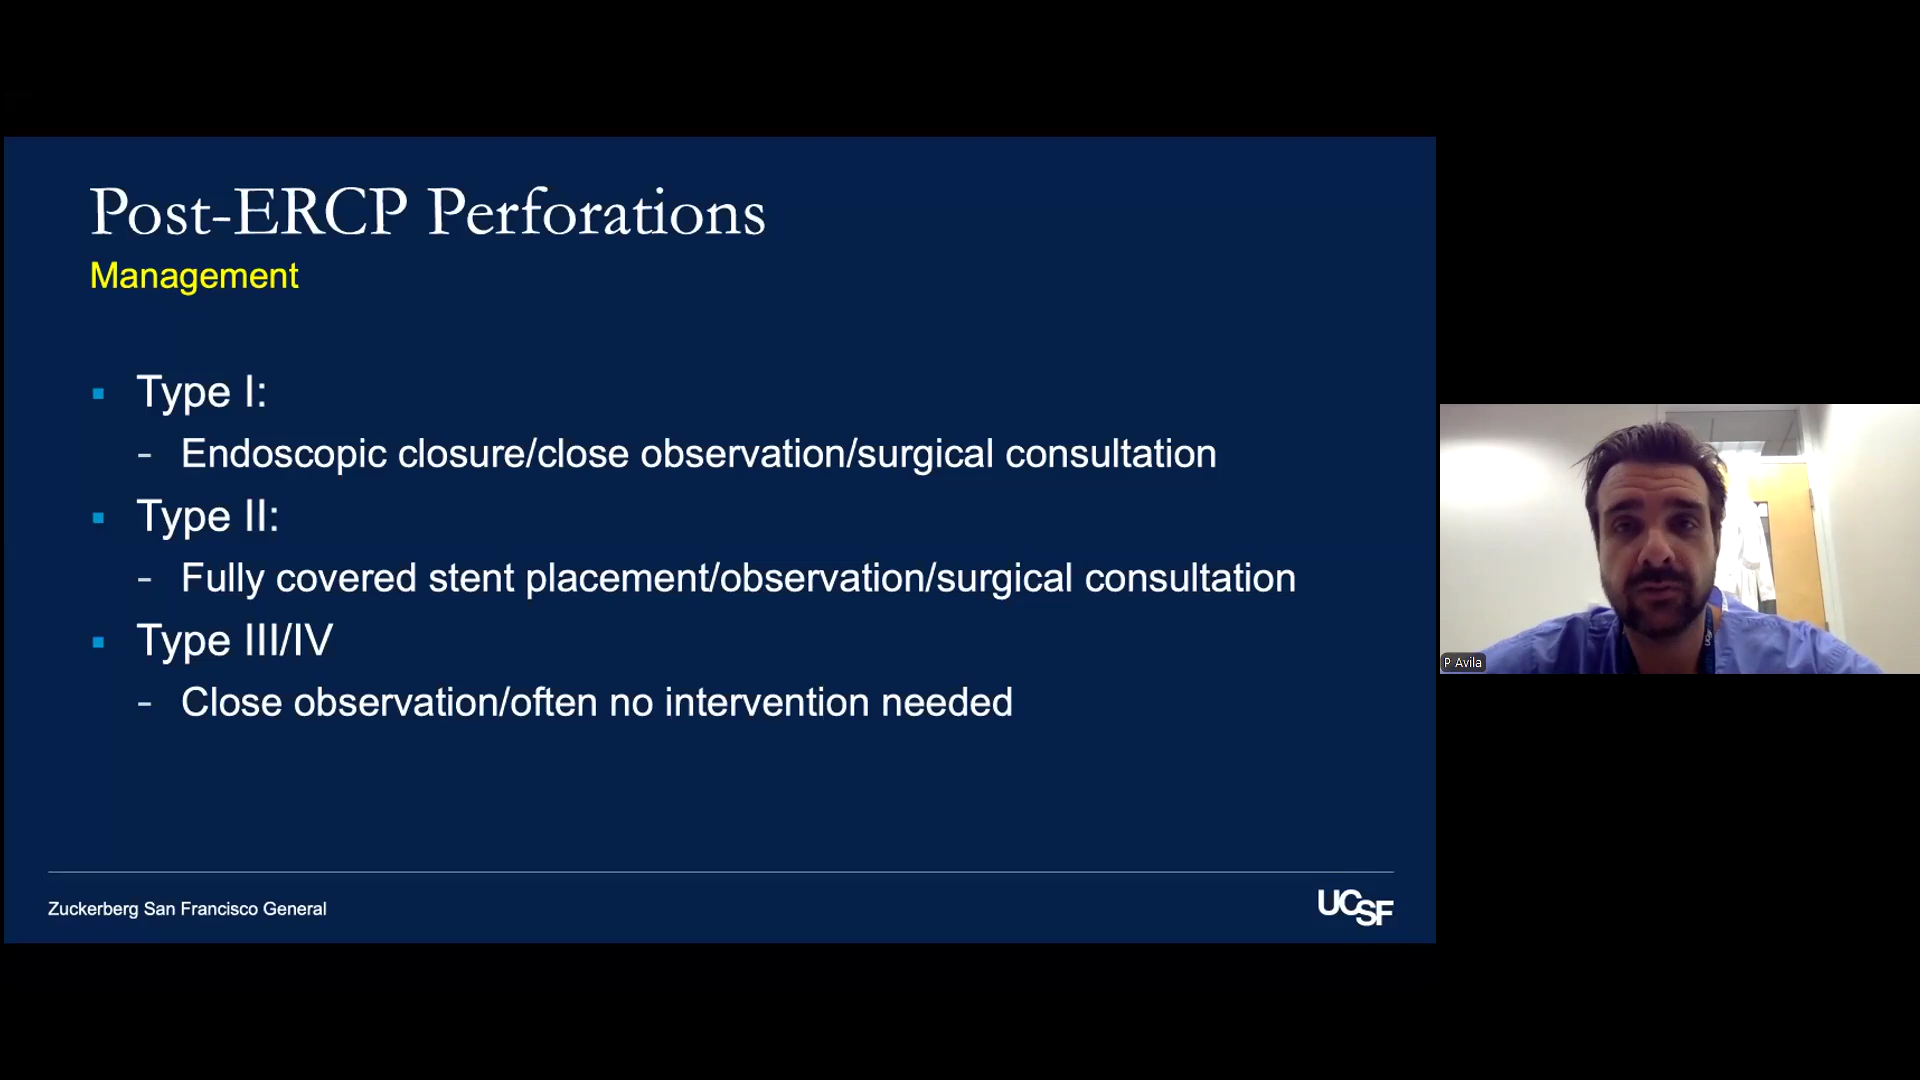 Post-ERCP Perforations
Management
Type I:
- Endoscopic closure/close observation/surgical consultation
Type II:
- Fully covered stent placement/observation/surgical consultation
Type III/IV
- Close observation/often no intervention needed
Zuckerberg San Francisco General
UCSF
P Avila